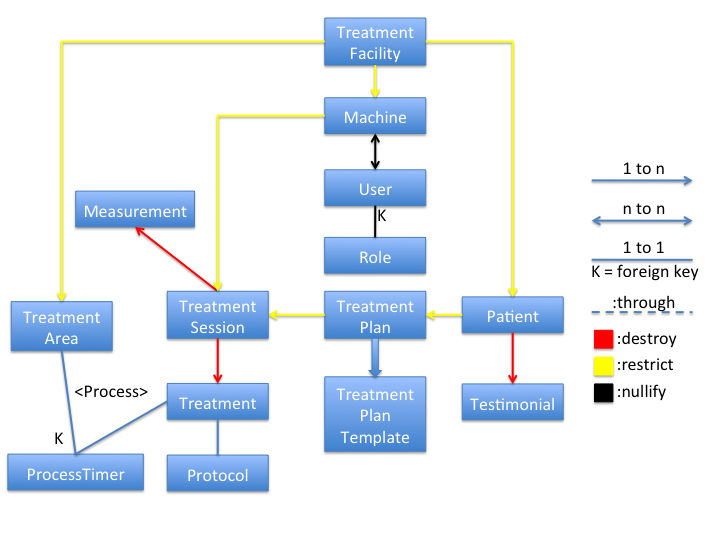 Treatment
Facility
Machine
User
K
Role
Measurement
Treatment
Area
Treatment
Session
Treatment
Plan
Patient
<Process>
K
Treatment
Treatment
Plan
Template
Testimonial
ProcessTimer
Protocol
1 to n
n to n
1 to 1
K = foreign key
:through
:destroy
:restrict
:nullify